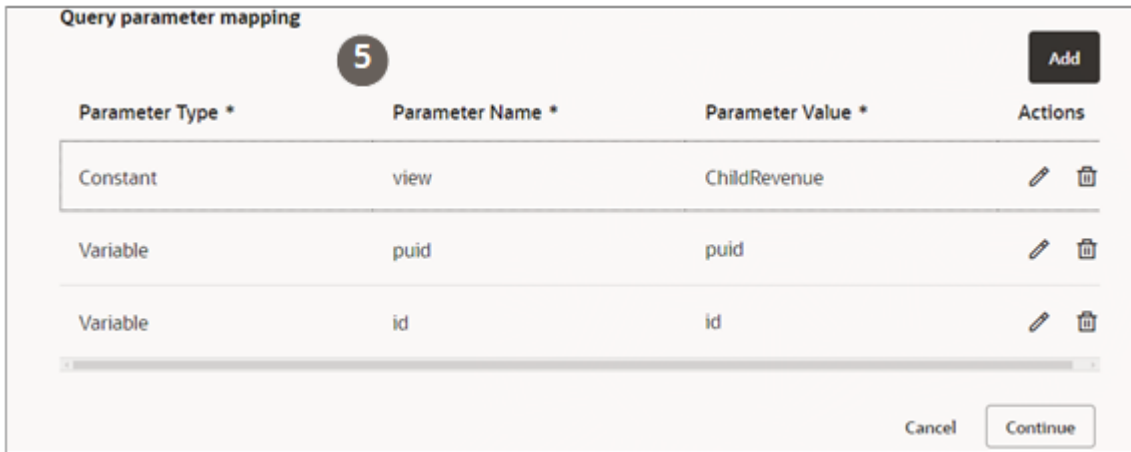 Query parameter mapping
5
Add
Parameter Type * Parameter Name * Parameter Value * Actions
Constant view ChildRevenue
Variable puid puid
Variable id id
Cancel Continue